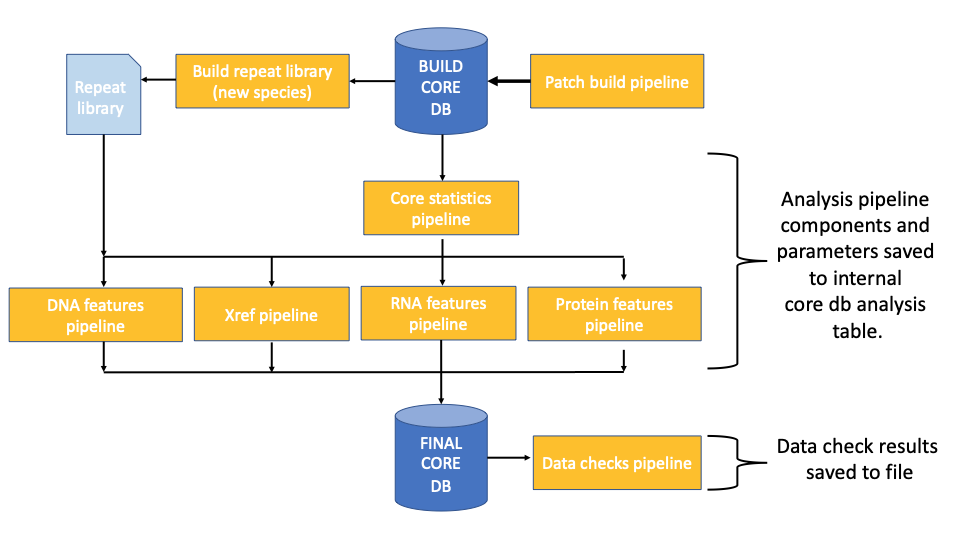 Repeat
library
Build repeat library
(new species)
BUILD
CORE
DB
Patch build pipeline
Core statistics
pipeline
Analysis pipeline
components and
parameters saved
to internal
core db analysis
table.
DNA features
pipeline
Xref pipeline
RNA features
pipeline
Protein features
pipeline
FINAL
CORE
DB
Data checks pipeline
Data check results
saved to file